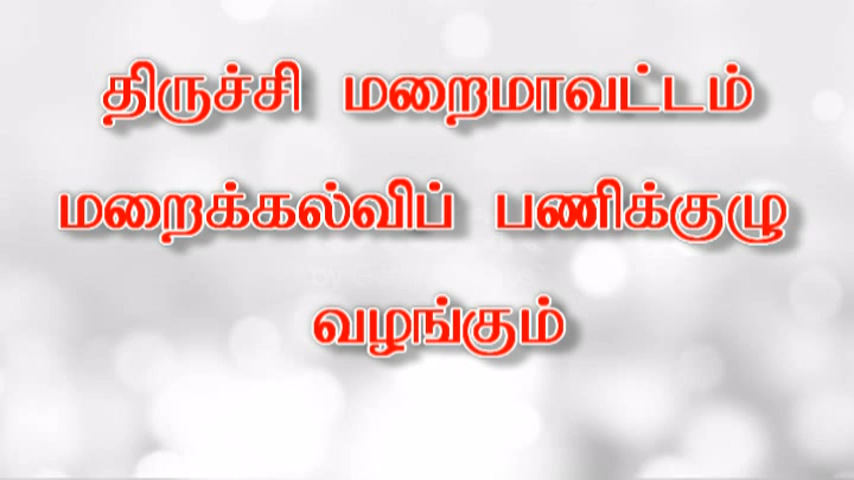 திருச்சி மறைமாவட்டம்
மறைக்கல்விப் பணிக்குழு
வழங்கும்